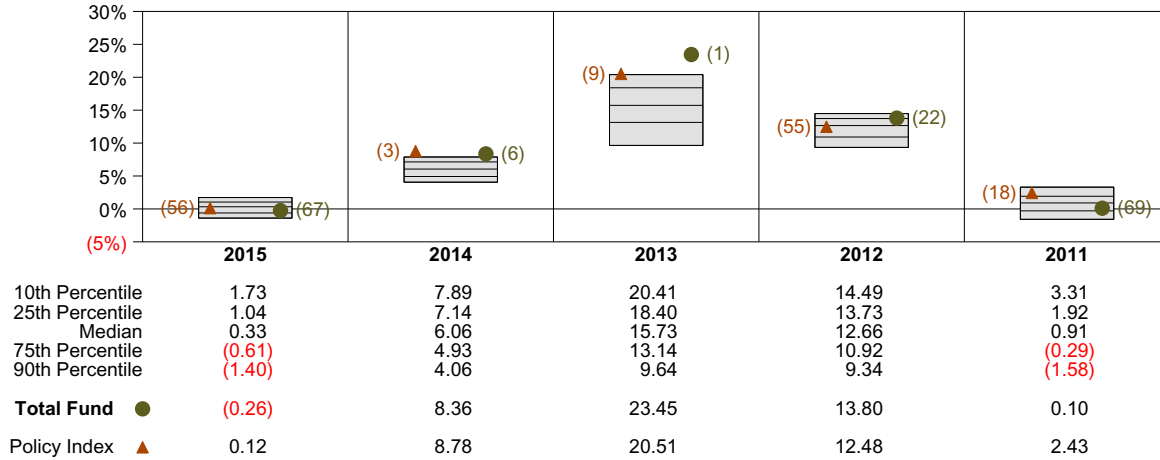 30%
25%
20%
15%
10%
5%
0%
(5%)
(56) (67)
(3) (6)
(9) (1)
(55) (22)
(18) (69)
2015 2014 2013 2012 2011
10th Percentile 1.73 7.89 20.41 14.49 3.31
25th Percentile 1.04 7.14 18.40 13.73 1.92
Median 0.33 6.06 15.73 12.66 0.91
75th Percentile (0.61) 4.93 13.14 10.92 (0.29)
90th Percentile (1.40) 4.06 9.64 9.34 (1.58)
Total Fund (0.26) 8.36 23.45 13.80 0.10
Policy Index 0.12 8.78 20.51 12.48 2.43